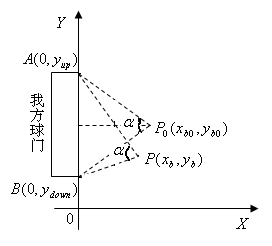 Y
A(0, y_up)
我方球门
α
P₀(x_b0, y_b0)
α
P(x_b, y_b)
B(0, y_down)
0
X